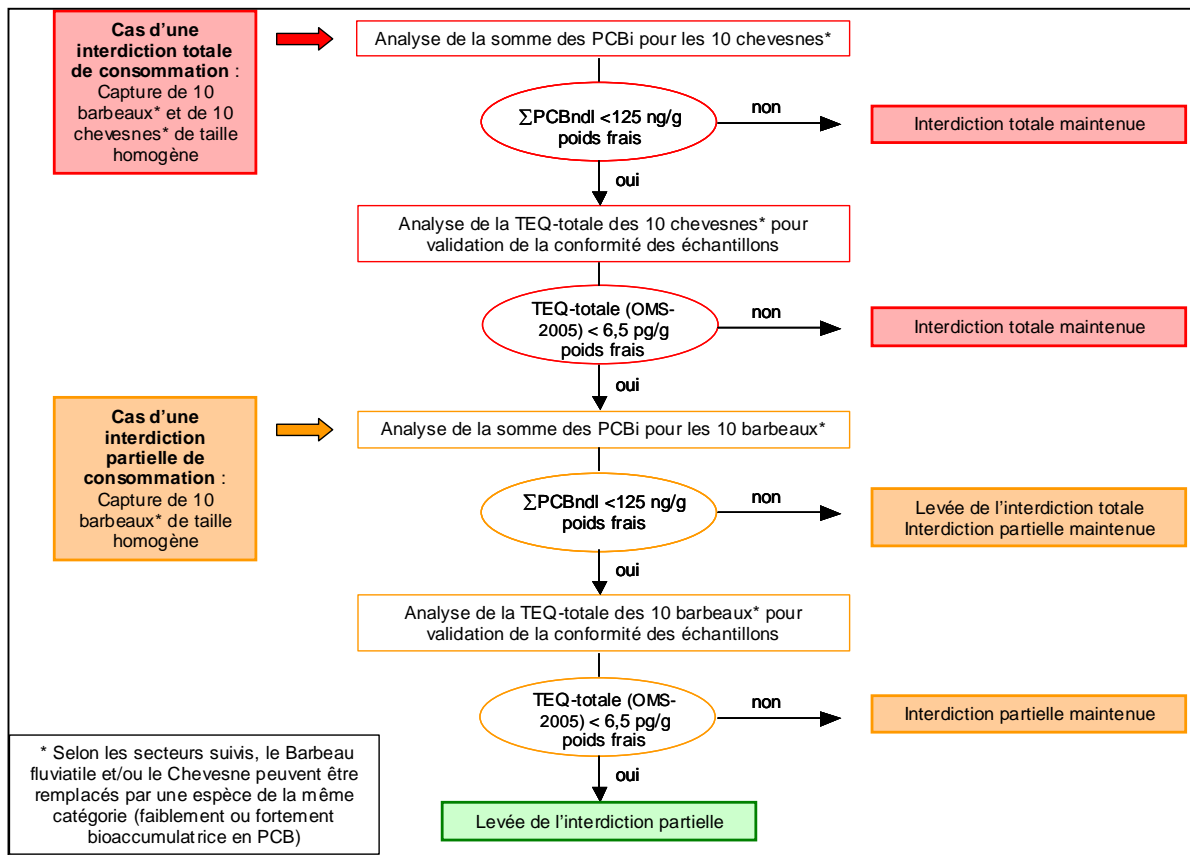 Cas d'une
interdiction totale
de consommation :
Capture de 10
barbeaux* et de 10
chevesnes* de taille
homogène
Analyse de la somme des PCBi pour les 10 chevesnes*
∑PCBndl <125 ng/g
poids frais
non
Interdiction totale maintenue
oui
Analyse de la TEQ-totale des 10 chevesnes* pour
validation de la conformité des échantillons
TEQ-totale (OMS-
2005) < 6,5 pg/g
poids frais
non
Interdiction totale maintenue
oui
Cas d'une
interdiction
partielle de
consommation :
Capture de 10
barbeaux* de taille
homogène
Analyse de la somme des PCBi pour les 10 barbeaux*
∑PCBndl <125 ng/g
poids frais
non
Levée de l'interdiction totale
Interdiction partielle maintenue
oui
Analyse de la TEQ-totale des 10 barbeaux* pour
validation de la conformité des échantillons
TEQ-totale (OMS-
2005) < 6,5 pg/g
poids frais
non
Interdiction partielle maintenue
oui
Levée de l'interdiction partielle
* Selon les secteurs suivis, le Barbeau
fluviatile et/ou le Chevesne peuvent être
remplacés par une espèce de la même
catégorie (faiblement ou fortement
bioaccumulatrice en PCB)